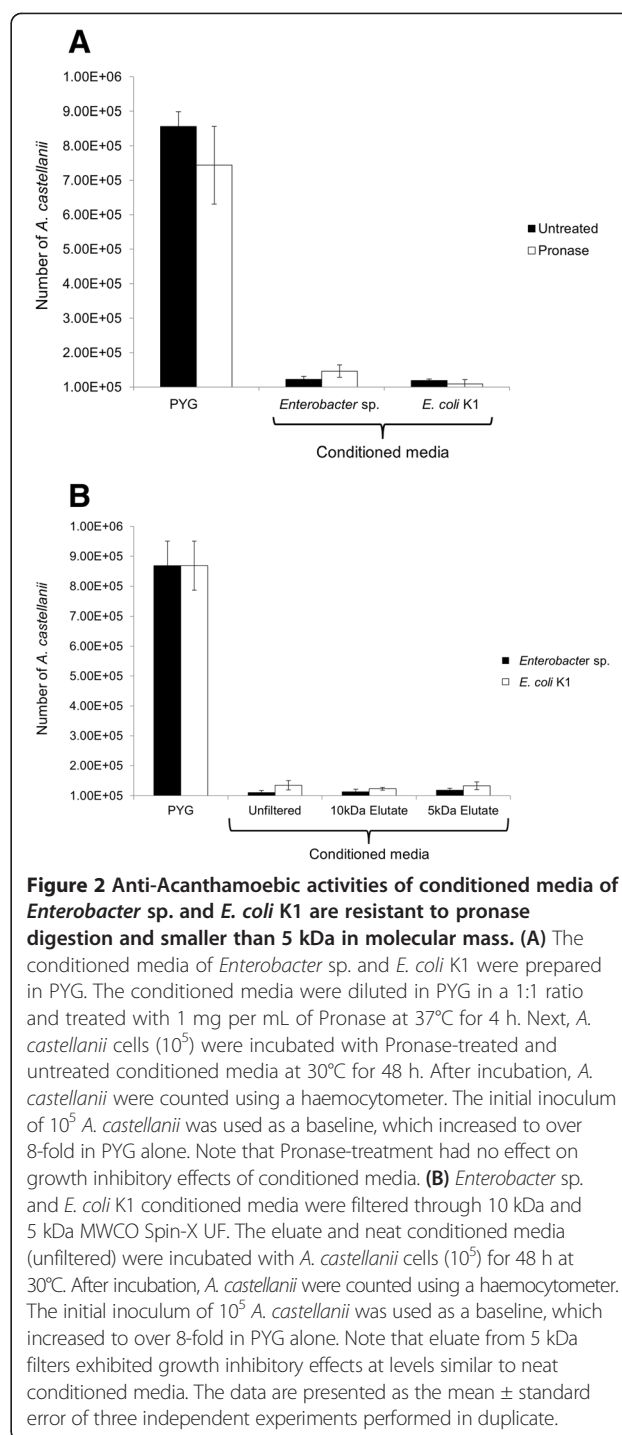 A
1.00E+06
9.00E+05
8.00E+05
7.00E+05
6.00E+05
5.00E+05
4.00E+05
3.00E+05
2.00E+05
1.00E+05
Number of A. castellanii
Untreated
Pronase
PYG
Enterobacter sp.
E. coli K1
Conditioned media
B
1.00E+06
9.00E+05
8.00E+05
7.00E+05
6.00E+05
5.00E+05
4.00E+05
3.00E+05
2.00E+05
1.00E+05
Number of A. castellanii
Enterobacter sp.
E. coli K1
PYG
Unfiltered
10kDa Elutate
5kDa Elutate
Conditioned media
Figure 2 Anti-Acanthamoebic activities of conditioned media of
Enterobacter sp. and E. coli K1 are resistant to pronase
digestion and smaller than 5 kDa in molecular mass. (A) The
conditioned media of Enterobacter sp. and E. coli K1 were prepared
in PYG. The conditioned media were diluted in PYG in a 1:1 ratio
and treated with 1 mg per mL of Pronase at 37°C for 4 h. Next, A.
castellanii cells (10⁵) were incubated with Pronase-treated and
untreated conditioned media at 30°C for 48 h. After incubation, A.
castellanii were counted using a haemocytometer. The initial inoculum
of 10⁵ A. castellanii was used as a baseline, which increased to over
8-fold in PYG alone. Note that Pronase-treatment had no effect on
growth inhibitory effects of conditioned media. (B) Enterobacter sp.
and E. coli K1 conditioned media were filtered through 10 kDa and
5 kDa MWCO Spin-X UF. The eluate and neat conditioned media
(unfiltered) were incubated with A. castellanii cells (10⁵) for 48 h at
30°C. After incubation, A. castellanii were counted using a haemocytometer.
The initial inoculum of 10⁵ A. castellanii was used as a baseline, which
increased to over 8-fold in PYG alone. Note that eluate from 5 kDa
filters exhibited growth inhibitory effects at levels similar to neat
conditioned media. The data are presented as the mean ± standard
error of three independent experiments performed in duplicate.